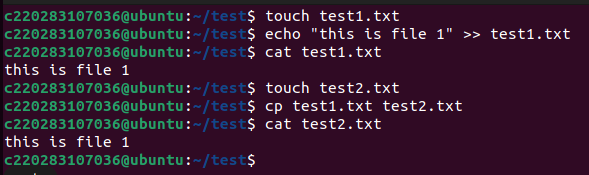 c220283107036@ubuntu:~/test$ touch test1.txt
c220283107036@ubuntu:~/test$ echo "this is file 1" >> test1.txt
c220283107036@ubuntu:~/test$ cat test1.txt
this is file 1
c220283107036@ubuntu:~/test$ touch test2.txt
c220283107036@ubuntu:~/test$ cp test1.txt test2.txt
c220283107036@ubuntu:~/test$ cat test2.txt
this is file 1
c220283107036@ubuntu:~/test$